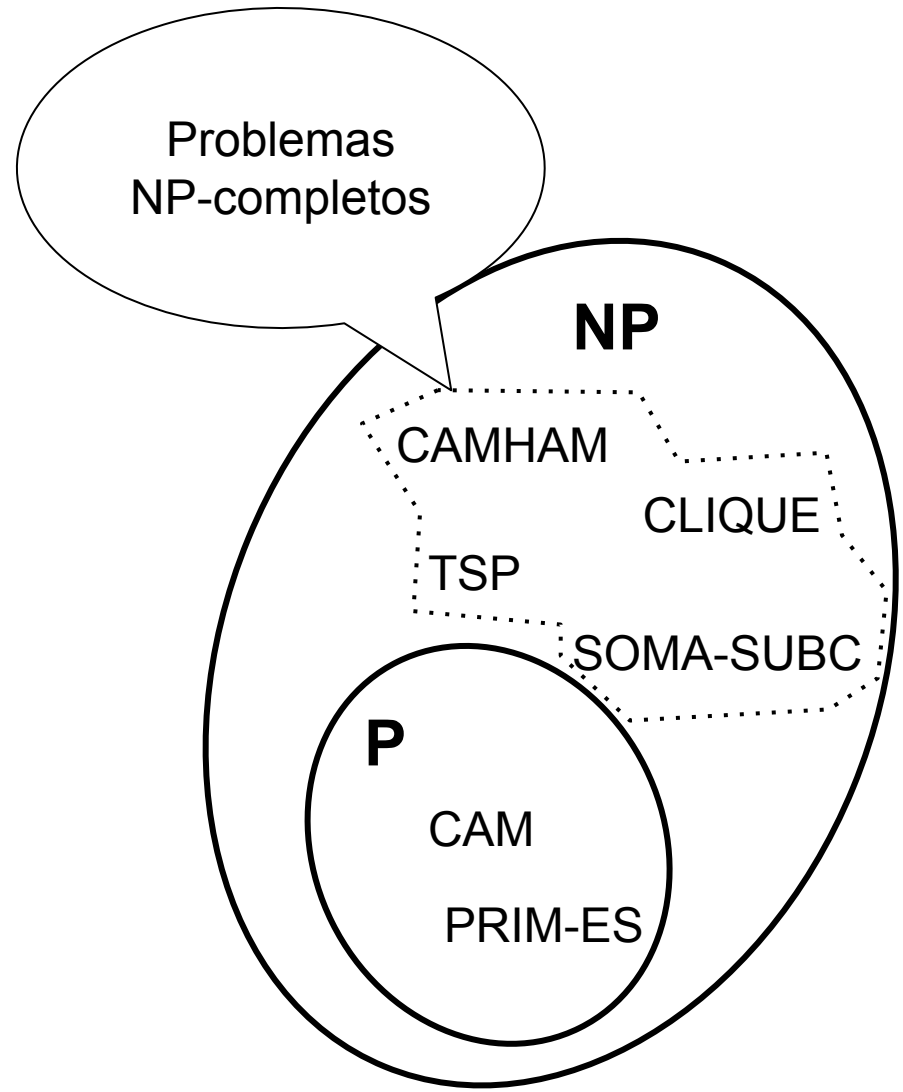 Problemas
NP-completos
NP
CAMHAM
CLIQUE
TSP
SOMA-SUBC
P
CAM
PRIM-ES